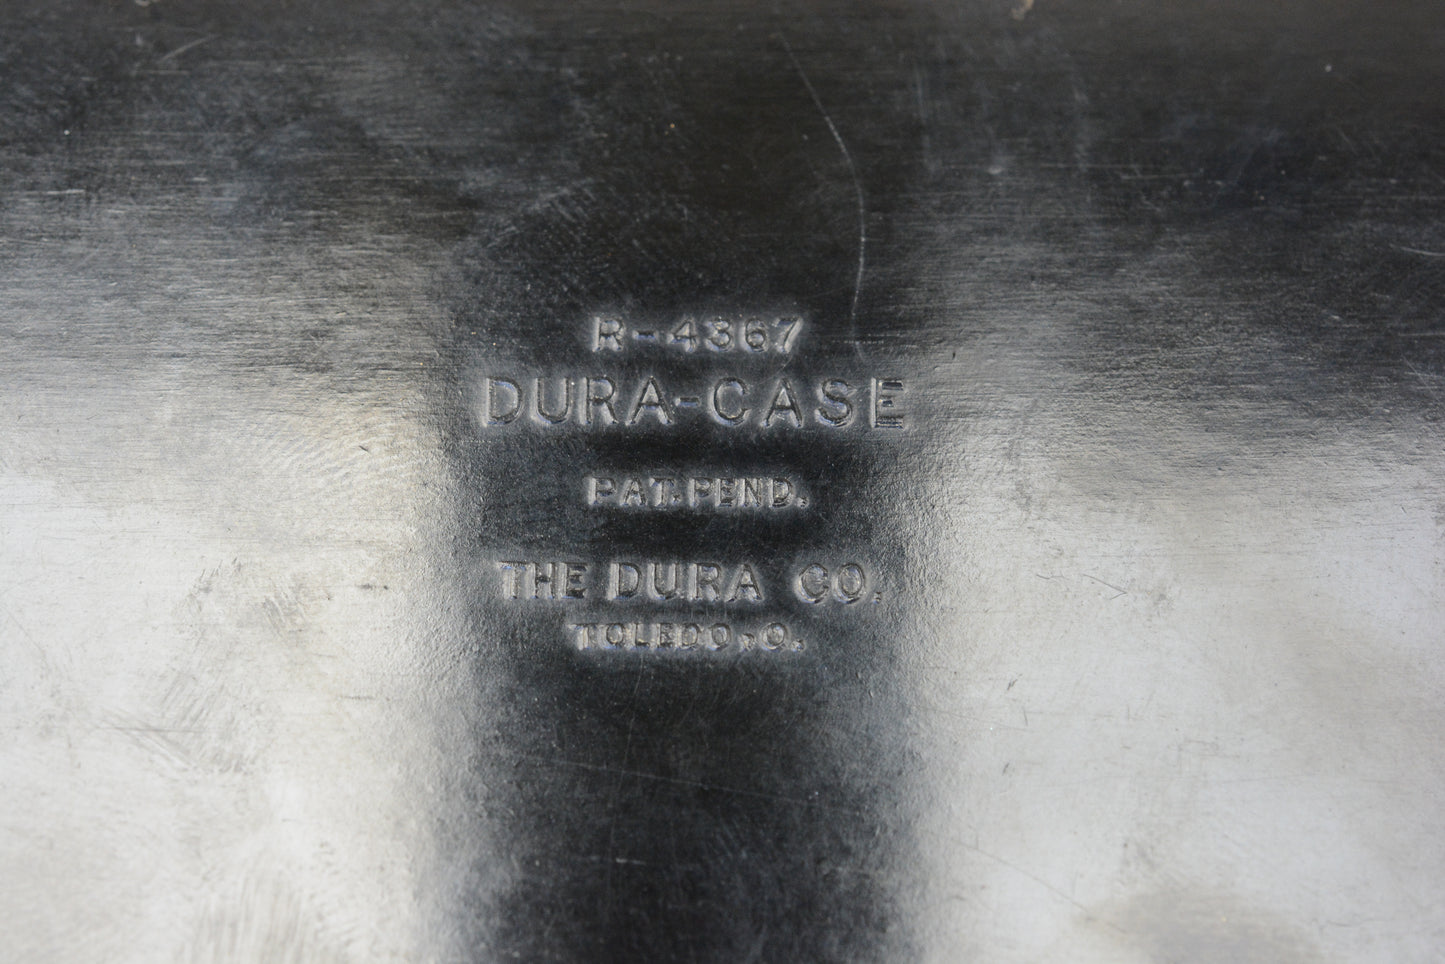 R-4367
DURA-CASE
PAT. PEND.
THE DURA CO.
TOLEDO, O.